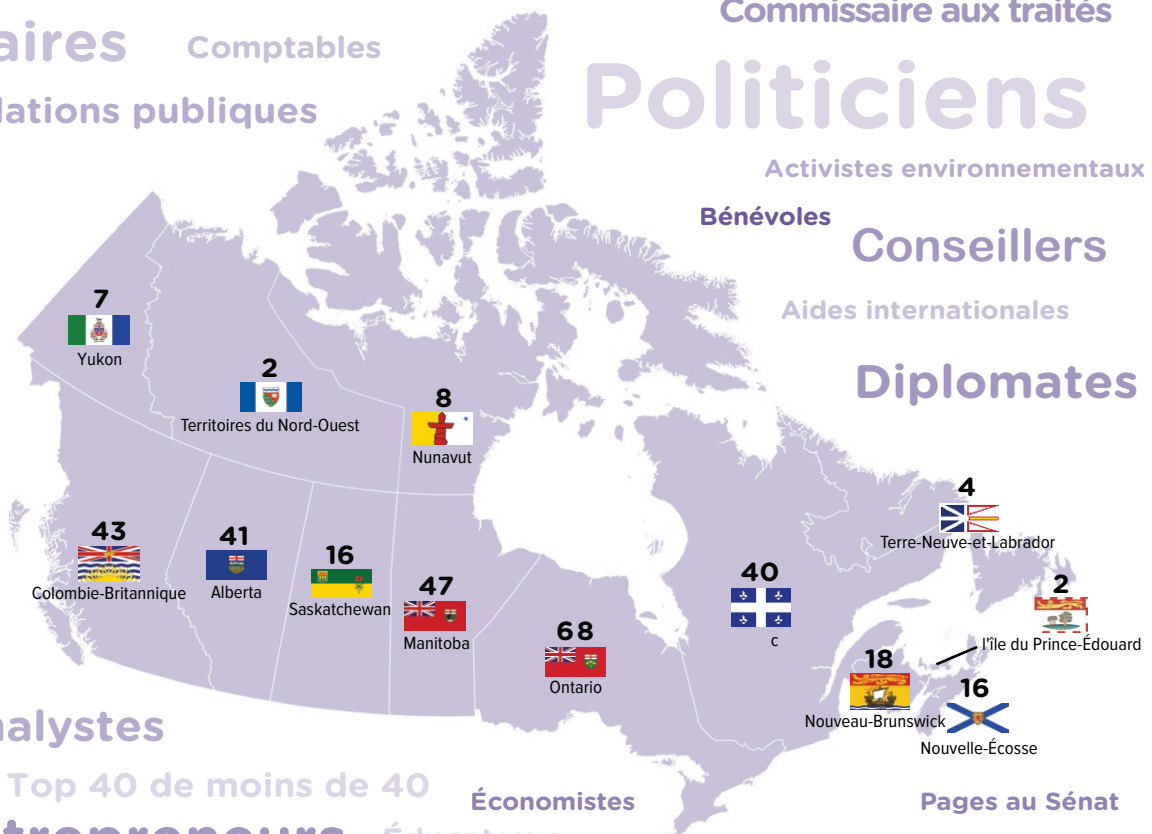 Commissaire aux traités
aires
Comptables
lations publiques
Politiciens
Activistes environnementaux
Bénévoles
Conseillers
Aides internationales
Diplomates
7
Yukon
2
Territoires du Nord-Ouest
8
Nunavut
43
Colombie-Britannique
41
Alberta
16
Saskatchewan
47
Manitoba
68
Ontario
40
c
4
Terre-Neuve-et-Labrador
2
l'île du Prince-Édouard
18
Nouveau-Brunswick
16
Nouvelle-Écosse
nalystes
Top 40 de moins de 40
Économistes
Pages au Sénat
trepreneurs
Éducateurs